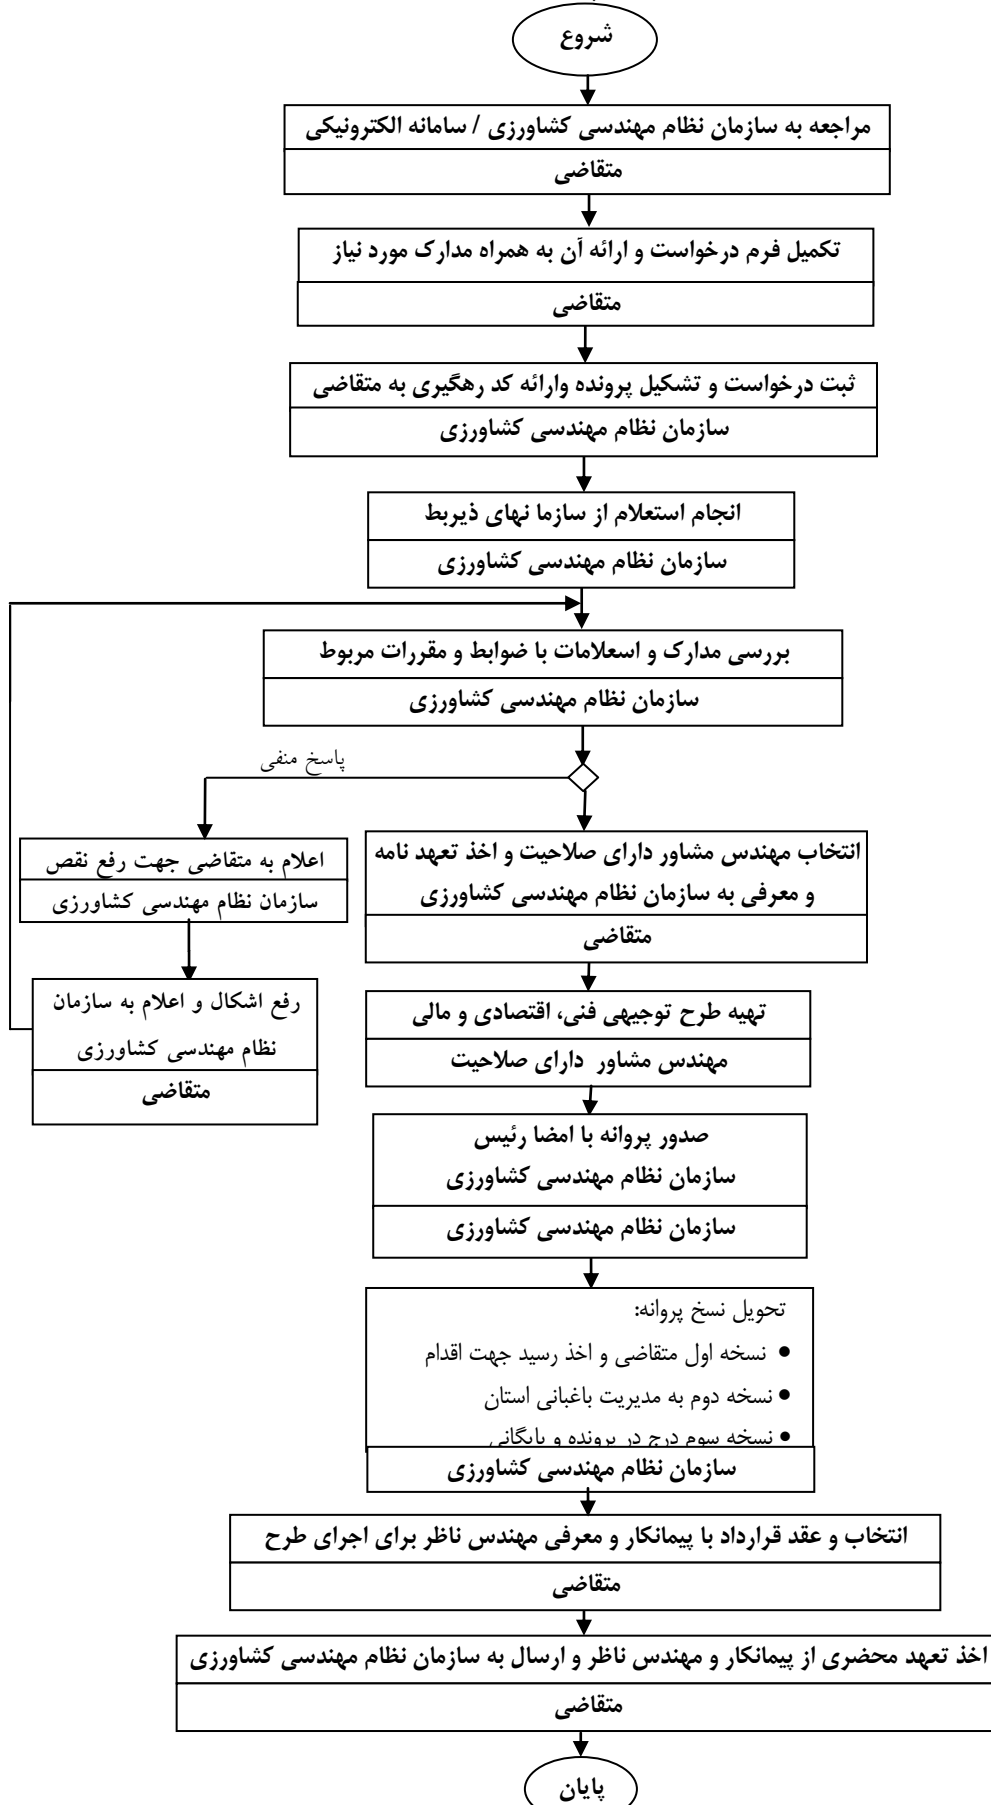 شروع
مراجعه به سازمان نظام مهندسی کشاورزی / سامانه الکترونیکی
متقاضی
تکمیل فرم درخواست و ارائه آن به همراه مدارک مورد نیاز
متقاضی
ثبت درخواست و تشکیل پرونده وارائه کد رهگیری به متقاضی
سازمان نظام مهندسی کشاورزی
انجام استعلام از سازما نهای ذیربط
سازمان نظام مهندسی کشاورزی
بررسی مدارک و اسعلامات با ضوابط و مقررات مربوط
سازمان نظام مهندسی کشاورزی
پاسخ منفی
انتخاب مهندس مشاور دارای صلاحیت و اخذ تعهد نامه
و معرفی به سازمان نظام مهندسی کشاورزی
متقاضی
اعلام به متقاضی جهت رفع نقص
سازمان نظام مهندسی کشاورزی
رفع اشکال و اعلام به سازمان
نظام مهندسی کشاورزی
متقاضی
تهیه طرح توجیهی فنی، اقتصادی و مالی
مهندس مشاور دارای صلاحیت
صدور پروانه با امضا رئیس
سازمان نظام مهندسی کشاورزی
سازمان نظام مهندسی کشاورزی
تحویل نسخ پروانه:
• نسخه اول متقاضی و اخذ رسید جهت اقدام
• نسخه دوم به مدیریت باغبانی استان
• نسخه سوم درج در پرونده و بایگانی
سازمان نظام مهندسی کشاورزی
انتخاب و عقد قرارداد با پیمانکار و معرفی مهندس ناظر برای اجرای طرح
متقاضی
اخذ تعهد محضری از پیمانکار و مهندس ناظر و ارسال به سازمان نظام مهندسی کشاورزی
متقاضی
پایان